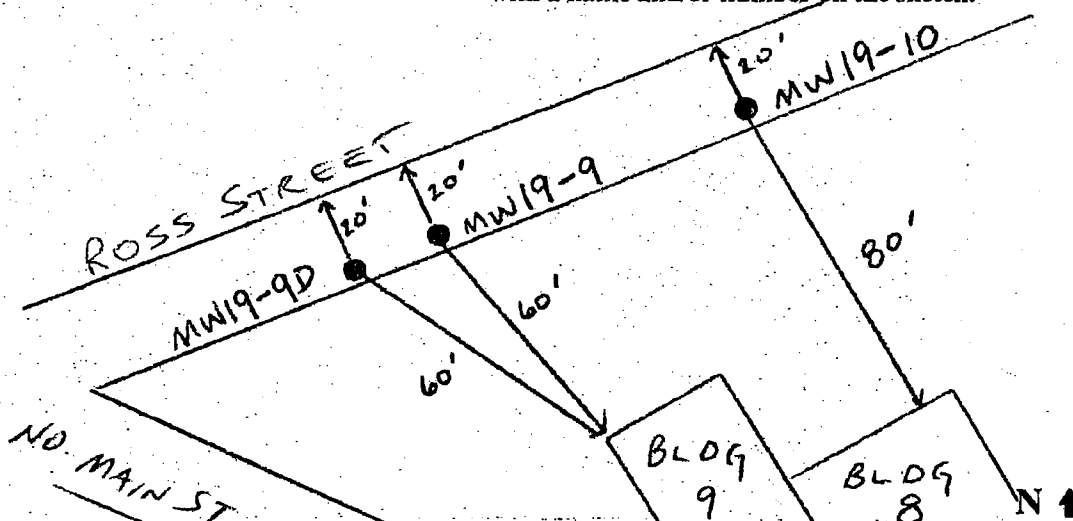 20'
MW19-10
ROSS STREET
20'
MW19-9
20'
MW19-9D
80'
60'
60'
NO. MAIN ST
BLDG
9
BLDG
8
N